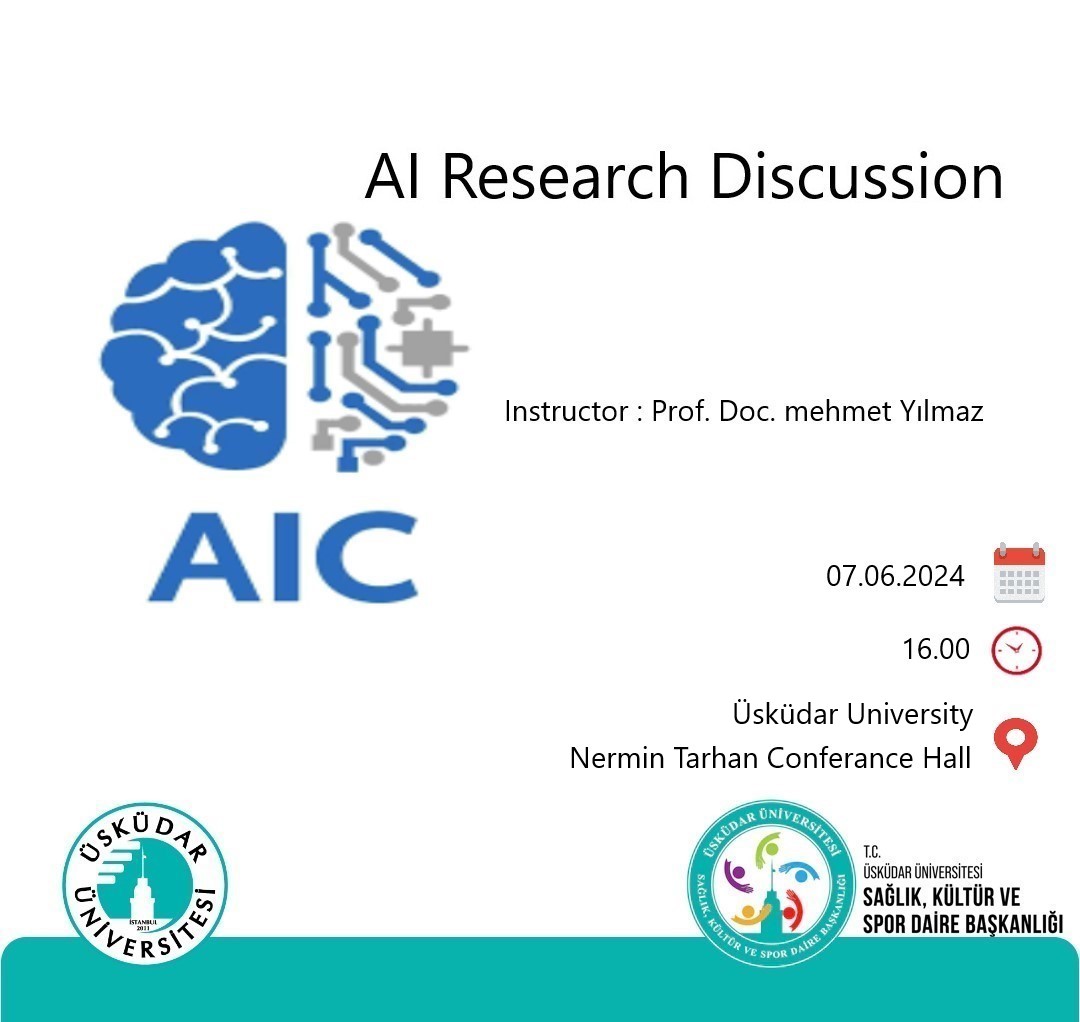 AI Research Discussion
Instructor : Prof. Doc. mehmet Yılmaz
AIC
07.06.2024
16.00
Üsküdar University
Nermin Tarhan Conferance Hall
ÜSKÜDAR
ÜNİVERSİTESİ
İSTANBUL
2011
ÜSKÜDAR ÜNİVERSİTESİ
SAĞLIK, KÜLTÜR VE SPOR DAİRE BAŞKANLIĞI
T.C.
ÜSKÜDAR ÜNİVERSİTESİ
SAĞLIK, KÜLTÜR VE
SPOR DAİRE BAŞKANLIĞI